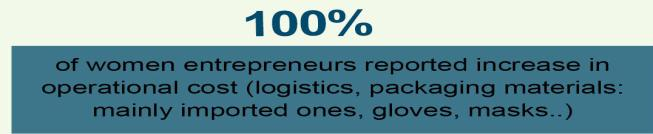 100%
of women entrepreneurs reported increase in
operational cost (logistics, packaging materials:
mainly imported ones, gloves, masks..)